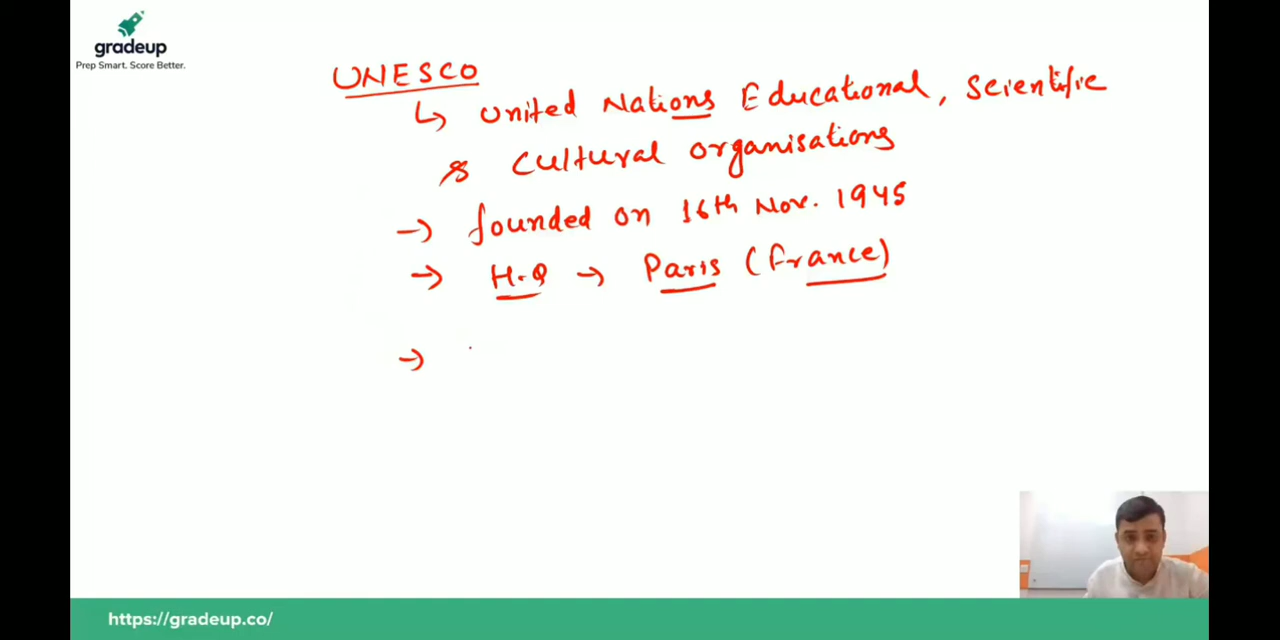 gradeup
Prep Smart. Score Better.
UNESCO
↳ United Nations Educational, Scientific
& Cultural Organisations
→ founded on 16th Nov. 1945
→ H.Q → Paris (France)
→
https://gradeup.co/